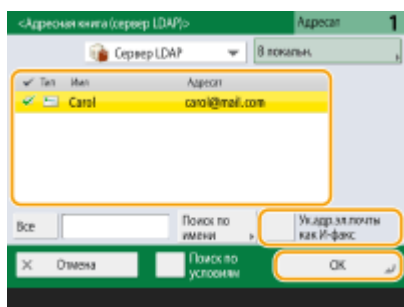 <Адресная книга (сервер LDAP)>
Адресат 1
Сервер LDAP
В локальн.
Тип Имя Адресат
Carol carol@mail.com
Все
Поиск по
имени
Ук.адр.эл.почты
как И-факс
Отмена
Поиск по
условиям
OK